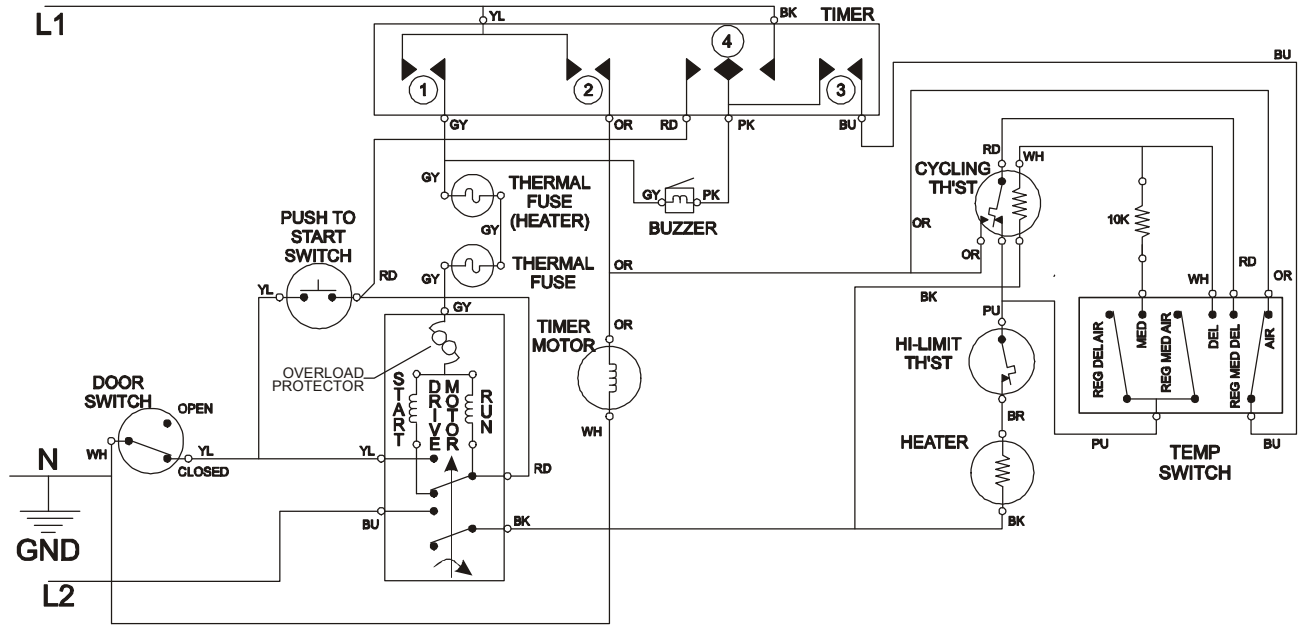 L1
YL
BK
TIMER
4
1
2
3
BU
GY
OR
RD
PK
BU
RD
WH
CYCLING
TH'ST
GY
THERMAL
FUSE
(HEATER)
GY
PK
BUZZER
10K
OR
PUSH TO
START
SWITCH
GY
OR
GY
THERMAL
FUSE
OR
RD
YL
RD
WH
OR
BK
GY
PU
TIMER
MOTOR
OR
HI-LIMIT
TH'ST
REG DEL AIR
MED
REG MED AIR
DEL
REG MED DEL
AIR
OVERLOAD
PROTECTOR
START
DRIVE
MOTOR
RUN
DOOR
SWITCH
OPEN
BR
WH
HEATER
PU
BU
TEMP
SWITCH
WH
YL
CLOSED
YL
N
RD
BU
BK
BK
GND
L2